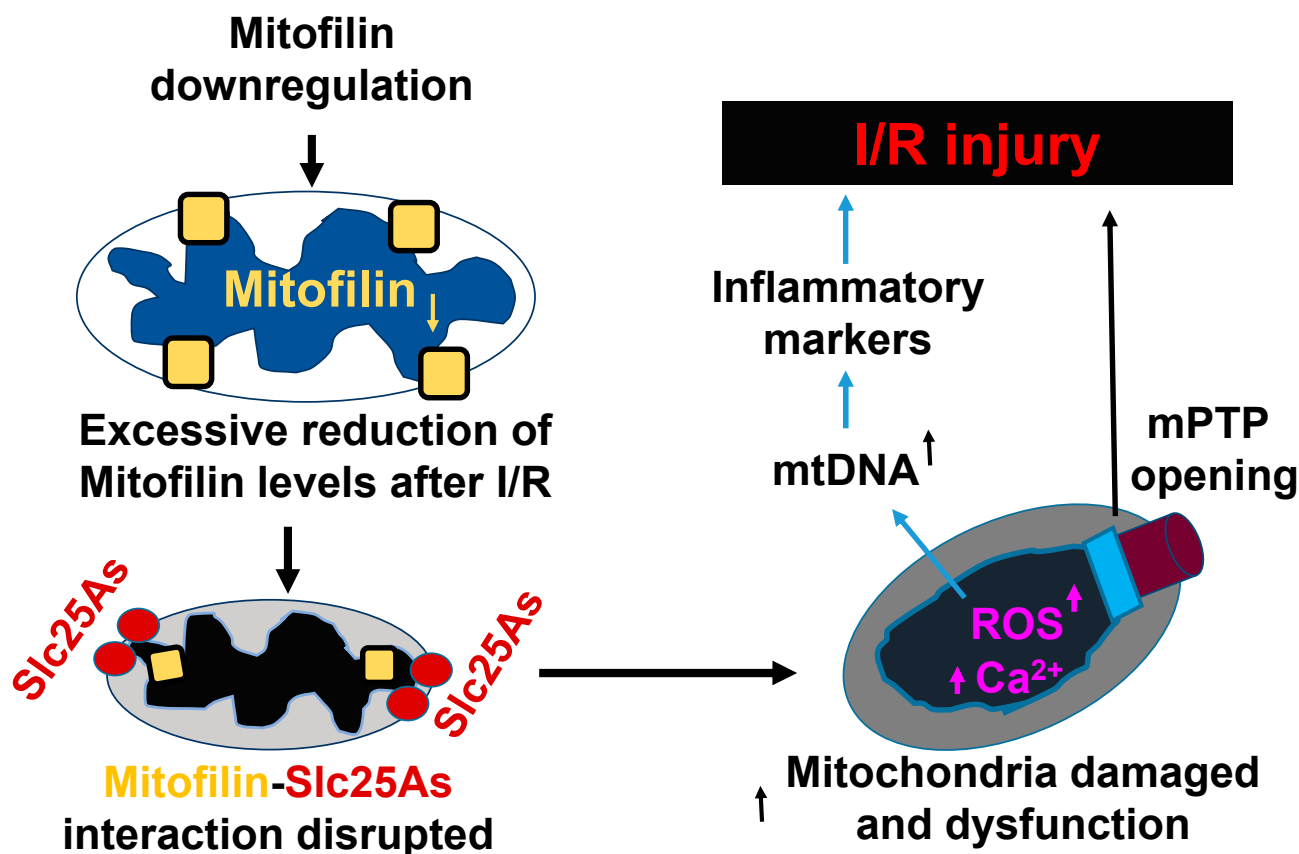 Mitofilin
downregulation
Mitofilin ↓
Excessive reduction of
Mitofilin levels after I/R
Slc25As
Slc25As
Mitofilin-Slc25As
interaction disrupted
I/R injury
Inflammatory
markers
mtDNA ↑
mPTP
opening
ROS ↑
↑ Ca²⁺
↑ Mitochondria damaged
and dysfunction